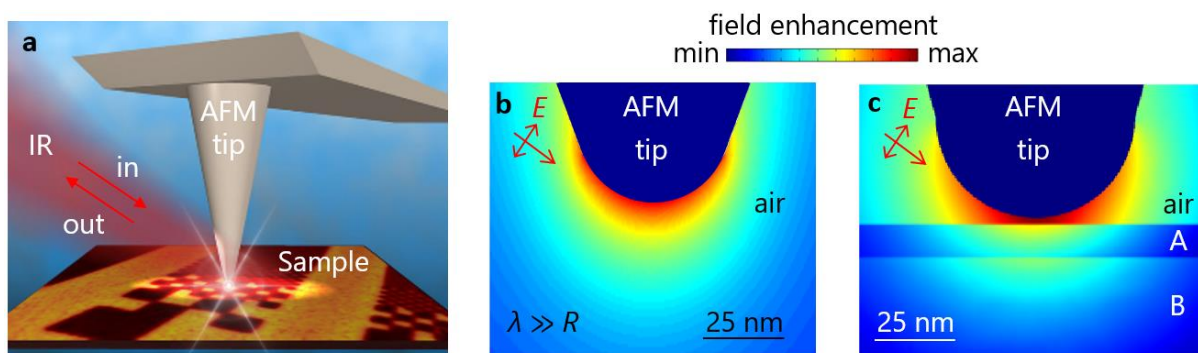 a
AFM
tip
IR
in
out
Sample
field enhancement
min max
b
E
AFM
tip
air
λ ≫ R
25 nm
c
E
AFM
tip
air
A
B
25 nm